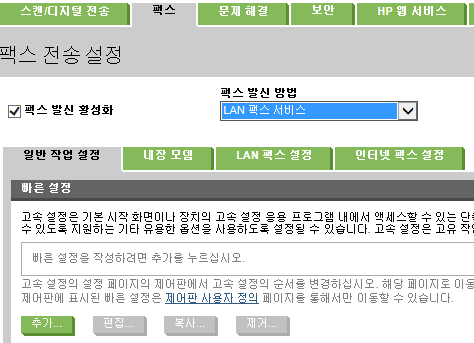 스캔/디지털 전송 팩스 문제 해결 보안 HP 웹 서비스
팩스 전송 설정
팩스 발신 방법
팩스 발신 활성화 LAN 팩스 서비스
일반 작업 설정 내장 모뎀 LAN 팩스 설정 인터넷 팩스 설정
빠른 설정
고속 설정은 기본 시작 화면이나 장치의 고속 설정 응용 프로그램 내에서 액세스할 수 있는 단축
수 있도록 지원하는 기타 유용한 옵션을 사용하도록 설정될 수 있습니다. 고속 설정은 고유 작
빠른 설정을 작성하려면 추가를 누르십시오.
고속 설정의 설정 페이지의 제어판에서 고속 설정의 순서를 변경하십시오. 해당 페이지로 이동
제어판에 표시된 빠른 설정은 제어판 사용자 정의 페이지를 통해서만 이동할 수 있습니다.
추가... 편집... 복사... 제거...